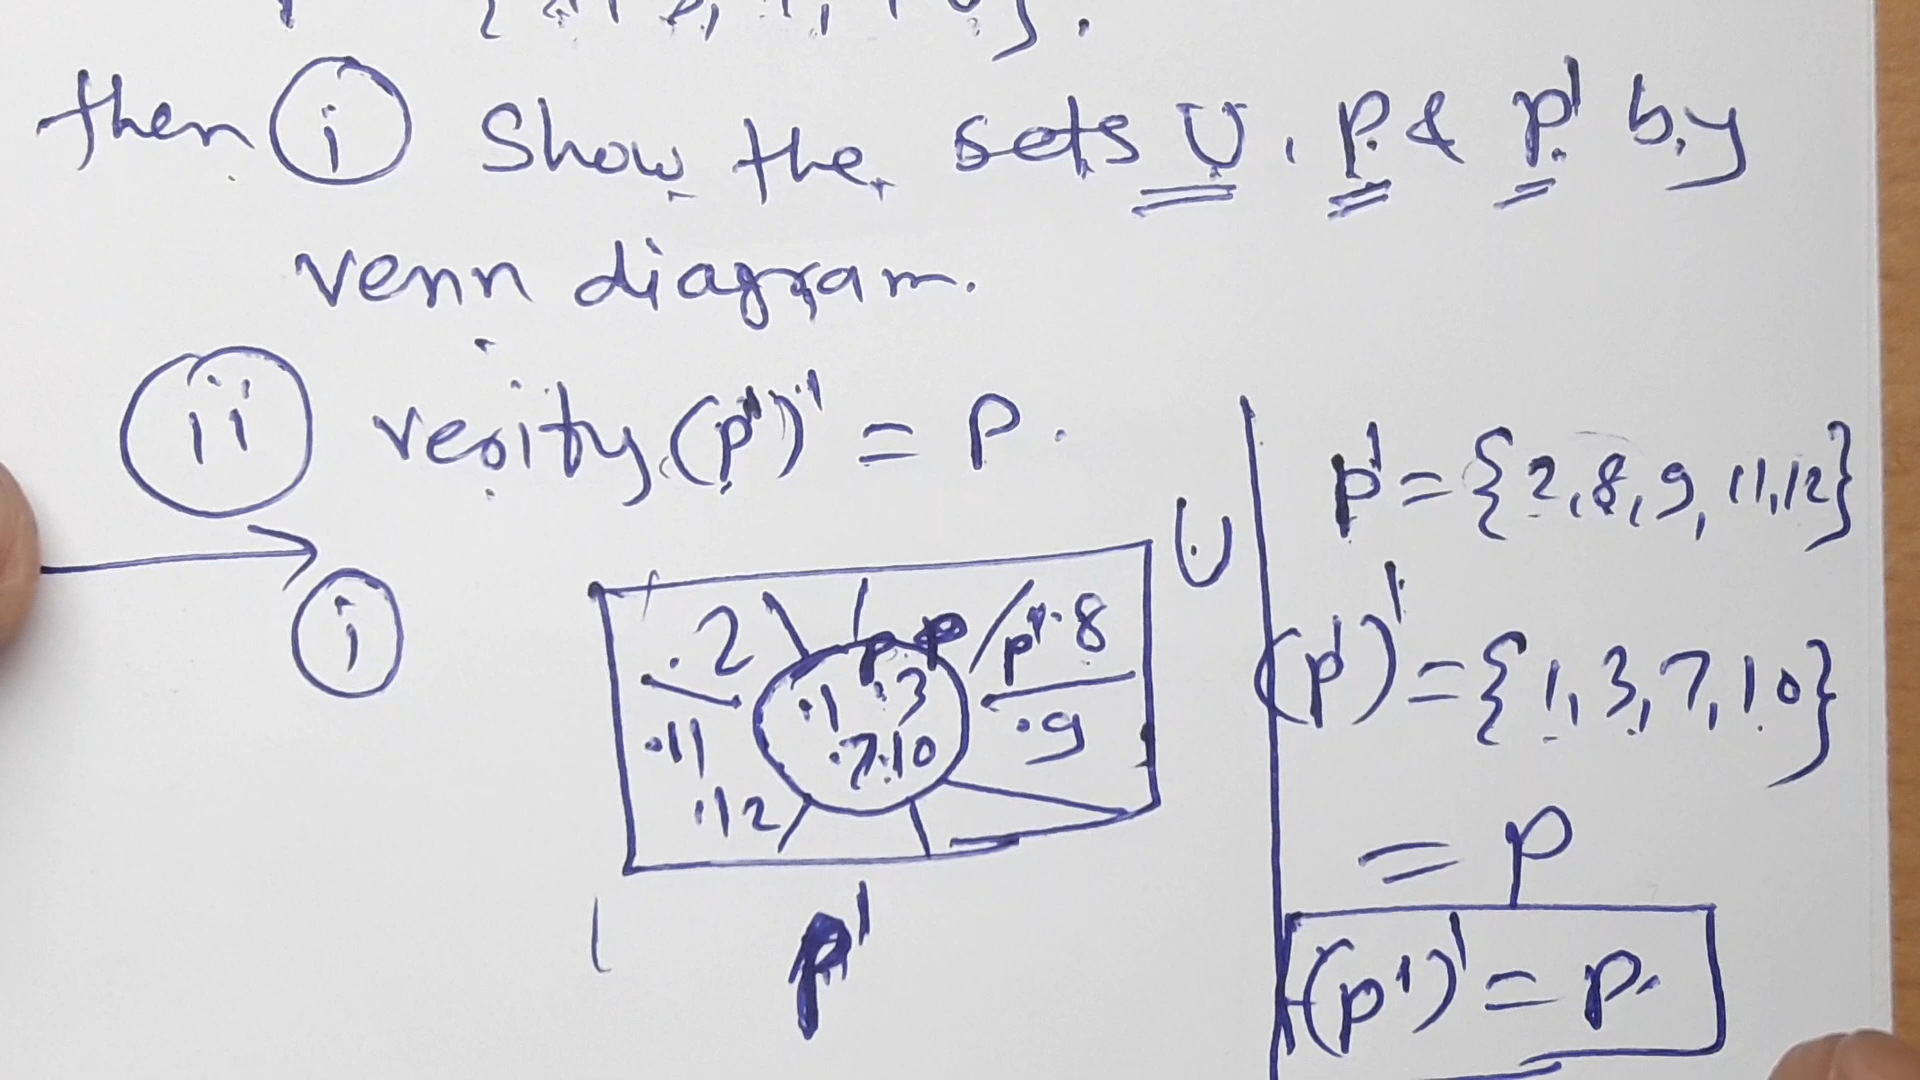 then (i) Show the sets U, P & P' by
venn diagram.
(ii) verify (P')' = P.
(i)
U
.2 P P P' .8
.1 .3
.11 .7 .10 .9
.12
P'
P' = {2, 8, 9, 11, 12}
(P')' = {1, 3, 7, 10}
= P
(P')' = P.